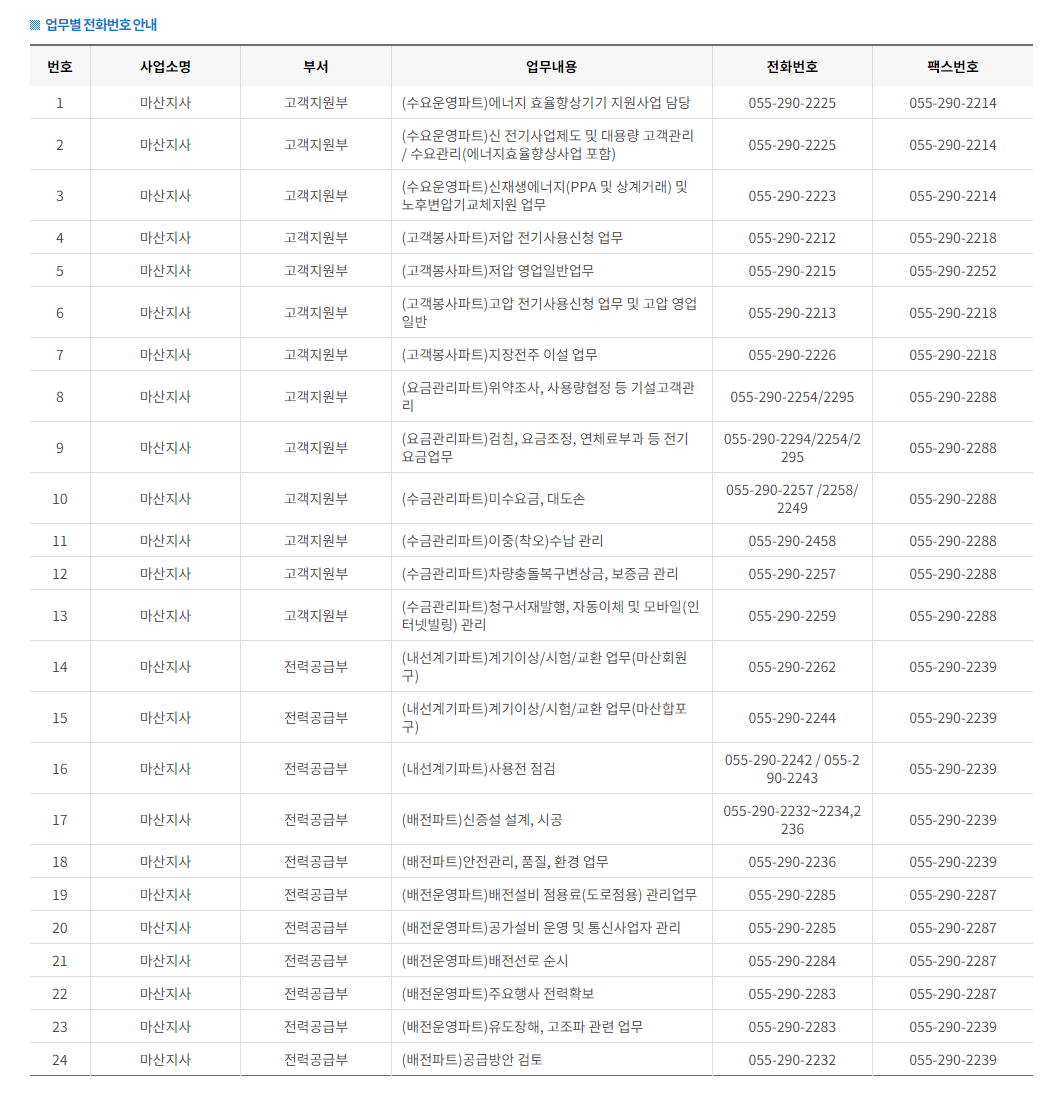 업무별 전화번호 안내
번호 사업소명 부서 업무내용 전화번호 팩스번호
1 마산지사 고객지원부 (수요운영파트)에너지 효율향상기기 지원사업 담당 055-290-2225 055-290-2214
2 마산지사 고객지원부 (수요운영파트)신 전기사업제도 및 대용량 고객관리
/ 수요관리(에너지효율향상사업 포함) 055-290-2225 055-290-2214
3 마산지사 고객지원부 (수요운영파트)신재생에너지(PPA 및 상계거래) 및
노후변압기교체지원 업무 055-290-2223 055-290-2214
4 마산지사 고객지원부 (고객봉사파트)저압 전기사용신청 업무 055-290-2212 055-290-2218
5 마산지사 고객지원부 (고객봉사파트)저압 영업일반업무 055-290-2215 055-290-2252
6 마산지사 고객지원부 (고객봉사파트)고압 전기사용신청 업무 및 고압 영업
일반 055-290-2213 055-290-2218
7 마산지사 고객지원부 (고객봉사파트)지장전주 이설 업무 055-290-2226 055-290-2218
8 마산지사 고객지원부 (요금관리파트)위약조사, 사용량협정 등 기설고객관
리 055-290-2254/2295 055-290-2288
9 마산지사 고객지원부 (요금관리파트)검침, 요금조정, 연체료부과 등 전기
요금업무 055-290-2294/2254/2
295 055-290-2288
10 마산지사 고객지원부 (수금관리파트)미수요금, 대도손 055-290-2257 /2258/
2249 055-290-2288
11 마산지사 고객지원부 (수금관리파트)이중(착오)수납 관리 055-290-2458 055-290-2288
12 마산지사 고객지원부 (수금관리파트)차량충돌복구변상금, 보증금 관리 055-290-2257 055-290-2288
13 마산지사 고객지원부 (수금관리파트)청구서재발행, 자동이체 및 모바일(인
터넷빌링) 관리 055-290-2259 055-290-2288
14 마산지사 전력공급부 (내선계기파트)계기이상/시험/교환 업무(마산회원
구) 055-290-2262 055-290-2239
15 마산지사 전력공급부 (내선계기파트)계기이상/시험/교환 업무(마산합포
구) 055-290-2244 055-290-2239
16 마산지사 전력공급부 (내선계기파트)사용전 점검 055-290-2242 / 055-2
90-2243 055-290-2239
17 마산지사 전력공급부 (배전파트)신증설 설계, 시공 055-290-2232~2234,2
236 055-290-2239
18 마산지사 전력공급부 (배전파트)안전관리, 품질, 환경 업무 055-290-2236 055-290-2239
19 마산지사 전력공급부 (배전운영파트)배전설비 점용료(도로점용) 관리업무 055-290-2285 055-290-2287
20 마산지사 전력공급부 (배전운영파트)공가설비 운영 및 통신사업자 관리 055-290-2285 055-290-2287
21 마산지사 전력공급부 (배전운영파트)배전선로 순시 055-290-2284 055-290-2287
22 마산지사 전력공급부 (배전운영파트)주요행사 전력확보 055-290-2283 055-290-2287
23 마산지사 전력공급부 (배전운영파트)유도장해, 고조파 관련 업무 055-290-2283 055-290-2239
24 마산지사 전력공급부 (배전파트)공급방안 검토 055-290-2232 055-290-2239